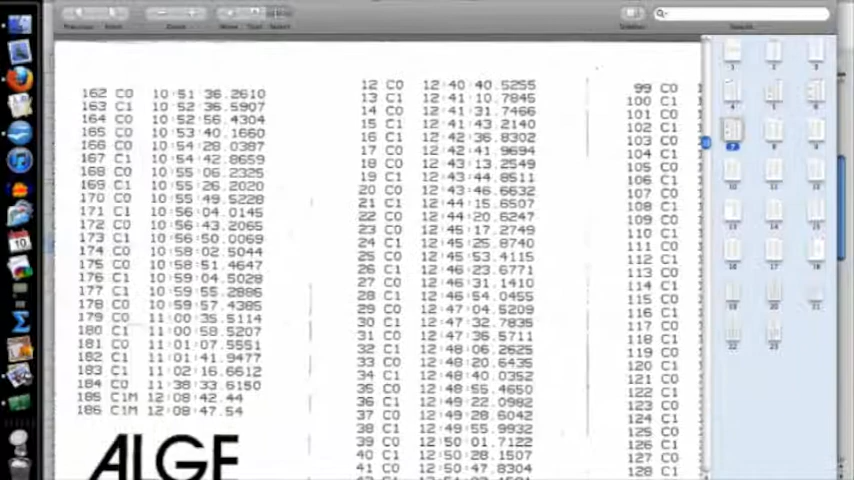 162 C0 10:51:36.2610
163 C1 10:52:36.5907
164 C0 10:52:56.4304
165 C0 10:53:40.1660
166 C0 10:54:28.0387
167 C1 10:54:42.8659
168 C0 10:55:06.2325
169 C1 10:55:26.2020
170 C0 10:55:49.5228
171 C1 10:56:04.0145
172 C0 10:56:43.2065
173 C1 10:56:50.0069
174 C0 10:58:02.5044
175 C0 10:58:51.4647
176 C1 10:59:04.5028
177 C1 10:59:55.2886
178 C0 10:59:57.4385
179 C0 11:00:35.5114
180 C1 11:00:58.5207
181 C0 11:01:07.5551
182 C1 11:01:41.9477
183 C1 11:02:16.6612
184 C0 11:38:33.6150
185 C1M 12:08:42.44
186 C1M 12:08:47.54
ALGE
12 C0 12:40:40.5255
13 C1 12:41:10.7845
14 C0 12:41:31.7466
15 C1 12:41:43.2140
16 C1 12:42:36.8302
17 C0 12:42:41.9694
18 C0 12:43:13.2549
19 C1 12:43:44.8511
20 C0 12:43:46.6632
21 C1 12:44:15.6507
22 C0 12:44:20.6247
23 C0 12:45:17.2749
24 C1 12:45:25.8740
25 C0 12:45:53.4115
26 C1 12:46:23.6771
27 C0 12:46:31.1410
28 C1 12:46:54.0455
29 C0 12:47:04.5209
30 C1 12:47:32.7835
31 C0 12:47:36.5711
32 C1 12:48:06.2625
33 C0 12:48:20.6435
34 C1 12:48:40.0352
35 C0 12:48:55.4650
36 C1 12:49:22.0982
37 C0 12:49:28.6042
38 C1 12:49:55.9932
39 C0 12:50:01.7122
40 C1 12:50:28.1507
41 C0 12:50:47.8304
99 C0
100 C1
101 C0
102 C1
103 C0
104 C1
105 C0
106 C1
107 C0
108 C1
109 C0
110 C1
111 C0
112 C1
113 C0
114 C1
115 C0
116 C1
117 C0
118 C1
119 C0
120 C1
121 C0
122 C1
123 C0
124 C1
125 C0
126 C1
127 C0
128 C1